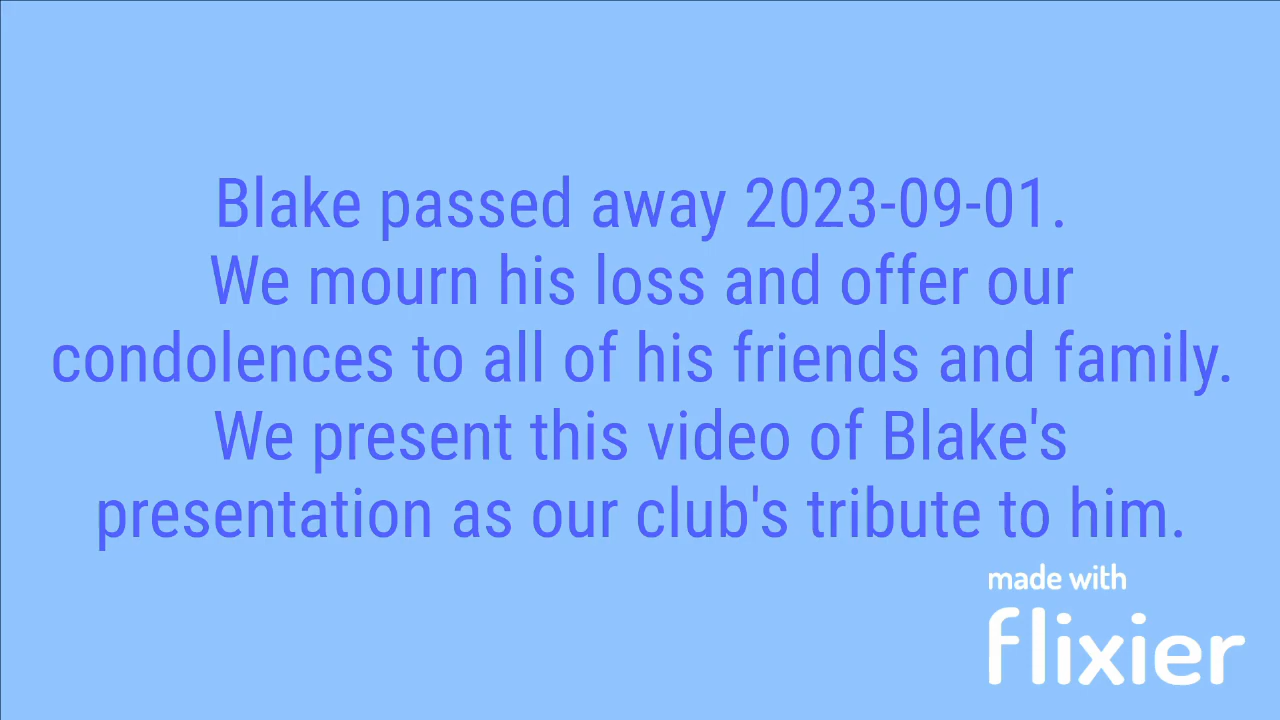 Blake passed away 2023-09-01.
We mourn his loss and offer our
condolences to all of his friends and family.
We present this video of Blake's
presentation as our club's tribute to him.
made with
flixier